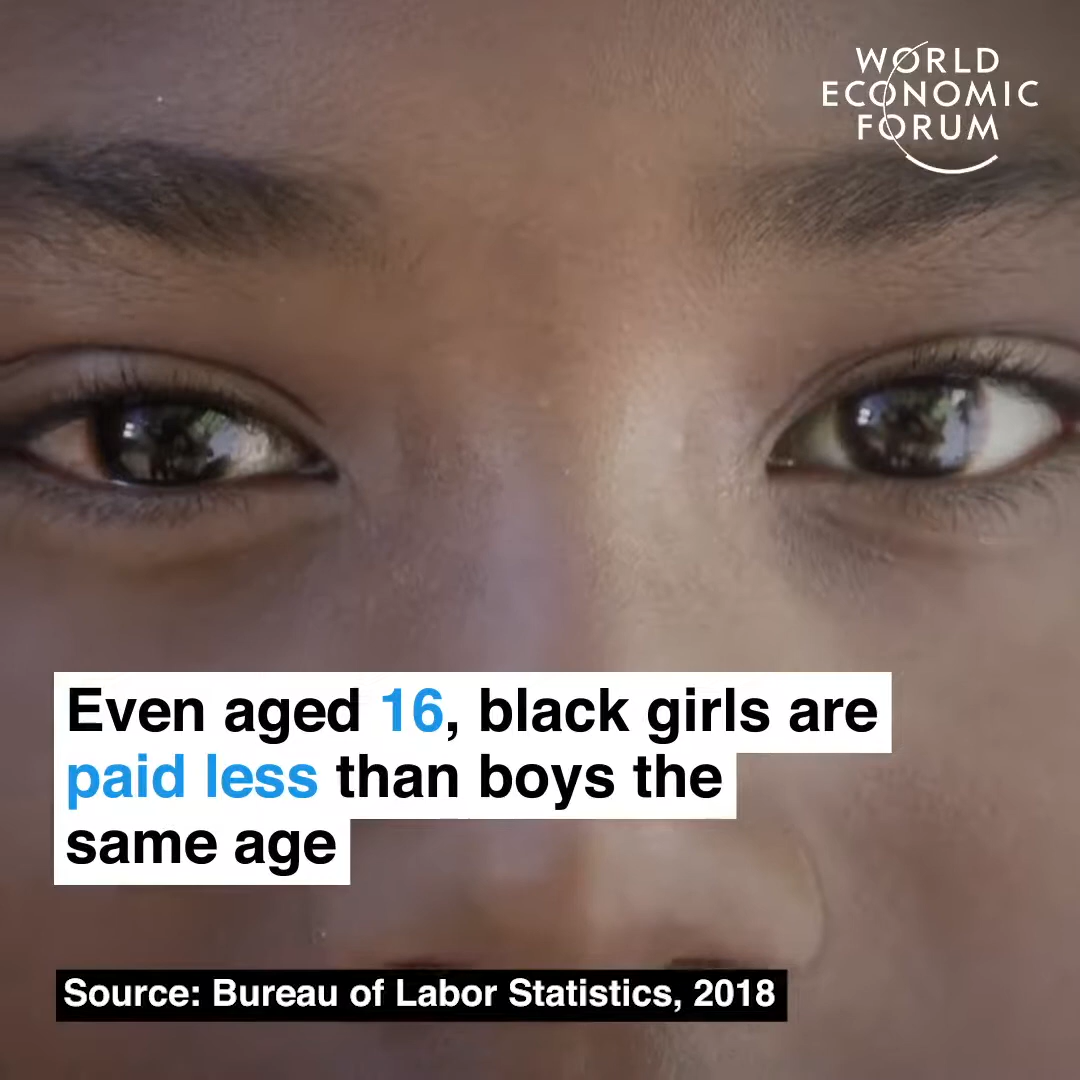 WORLD
ECONOMIC
FORUM
Even aged 16, black girls are
paid less than boys the
same age
Source: Bureau of Labor Statistics, 2018